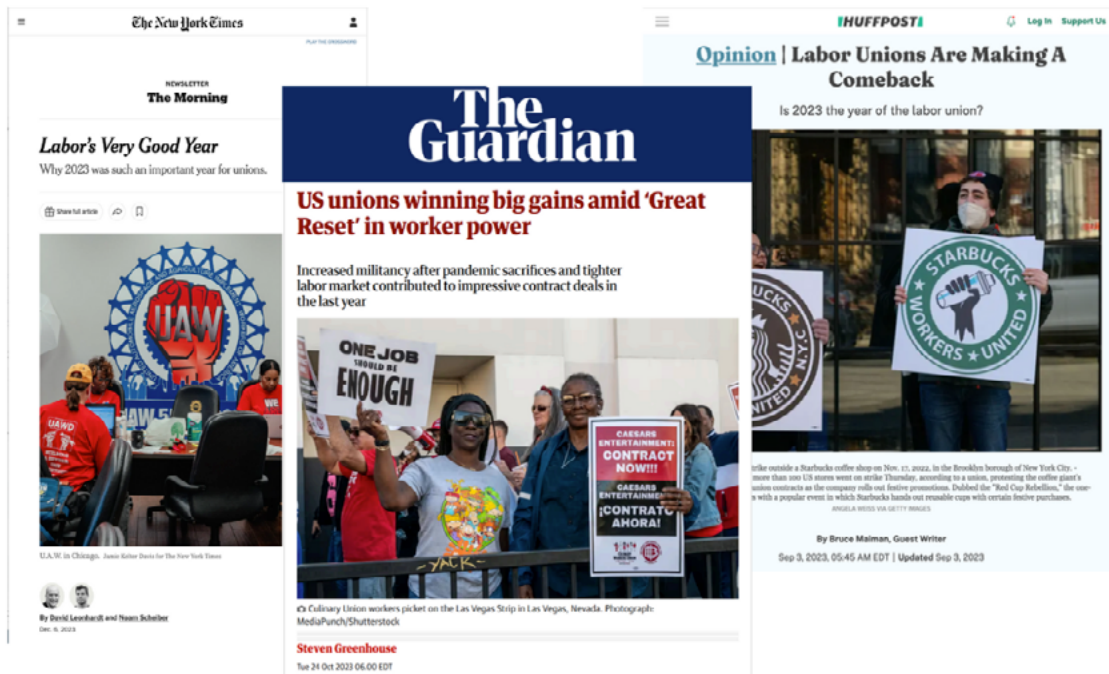 The New York Times
PLAY THE CROSSWORD
NEWSLETTER
The Morning
Labor's Very Good Year
Why 2023 was such an important year for unions.
Share full article
UAW
UAWD
WE
U.A.W. in Chicago. Jamie Kelter Davis for The New York Times
By David Leonhardt and Noam Scheiber
Dec. 8, 2023
The
Guardian
US unions winning big gains amid 'Great
Reset' in worker power
Increased militancy after pandemic sacrifices and tighter
labor market contributed to impressive contract deals in
the last year
ONE JOB
SHOULD BE
ENOUGH
YACK
CAESARS
ENTERTAINMENT:
CONTRACT
NOW!!!
CAESARS
ENTERTAINMENT
¡CONTRATO
AHORA!
Culinary Union workers picket on the Las Vegas Strip in Las Vegas, Nevada. Photograph:
MediaPunch/Shutterstock
Steven Greenhouse
Tue 24 Oct 2023 06.00 EDT
HUFFPOST
Log In Support Us
Opinion | Labor Unions Are Making A
Comeback
Is 2023 the year of the labor union?
UCKS
N.Y.C
NITED
STARBUCKS
WORKERS ★ UNITED
rike outside a Starbucks coffee shop on Nov. 17, 2022, in the Brooklyn borough of New York City. -
more than 100 US stores went on strike Thursday, according to a union, protesting the coffee giant's
union contracts as the company rolls out festive promotions. Dubbed the "Red Cup Rebellion," the one-
s with a popular event in which Starbucks hands out reusable cups with certain festive purchases.
ANGELA WEISS VIA GETTY IMAGES
By Bruce Maiman, Guest Writer
Sep 3, 2023, 05:45 AM EDT | Updated Sep 3, 2023